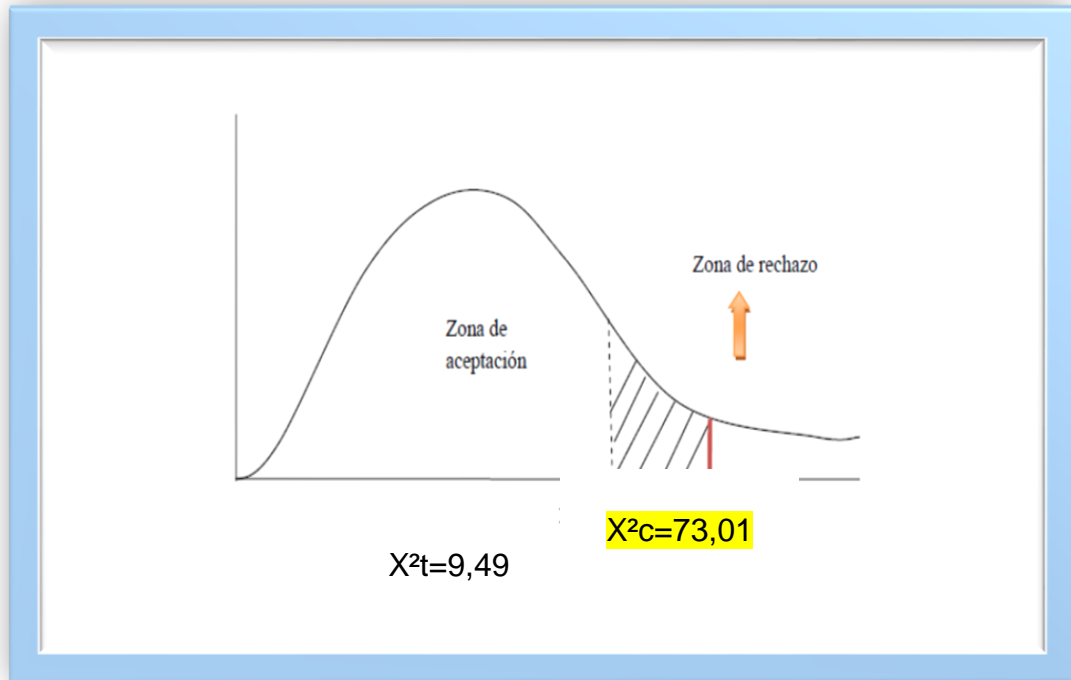 Zona de rechazo
Zona de
aceptación
X²c=73,01
X²t=9,49